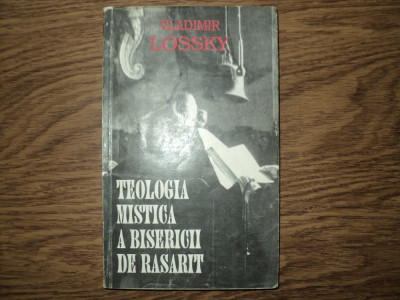 VLADIMIR
LOSSKY
TEOLOGIA
MISTICA
A BISERICII
DE RASARIT